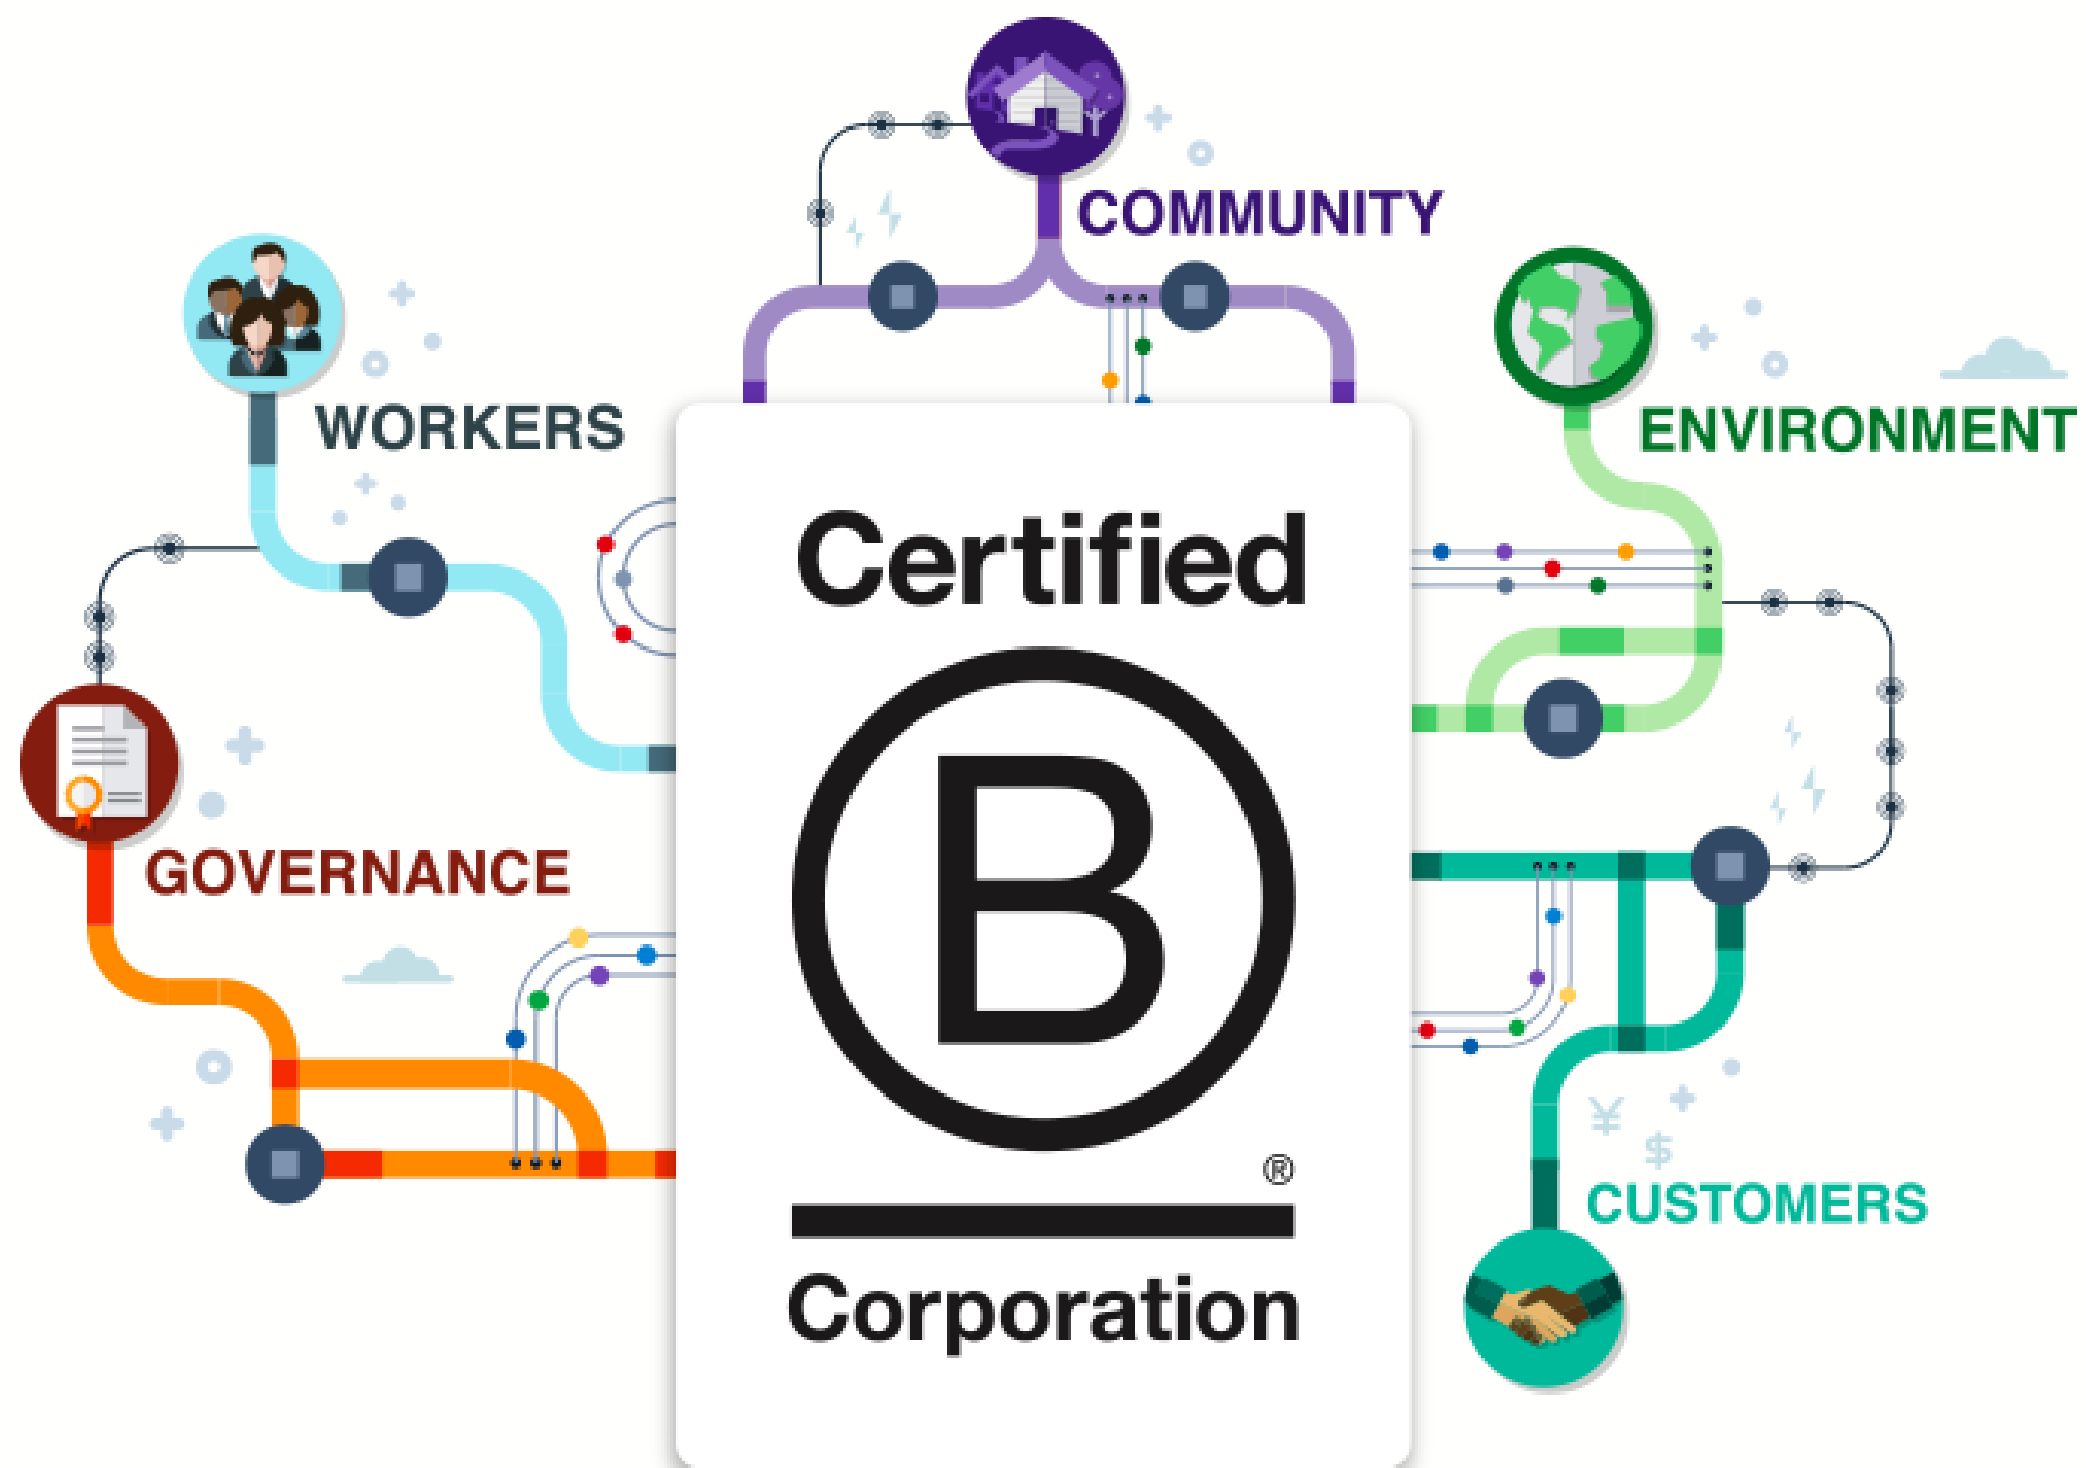 COMMUNITY
WORKERS
ENVIRONMENT
GOVERNANCE
Certified
B
®
Corporation
¥
$
CUSTOMERS